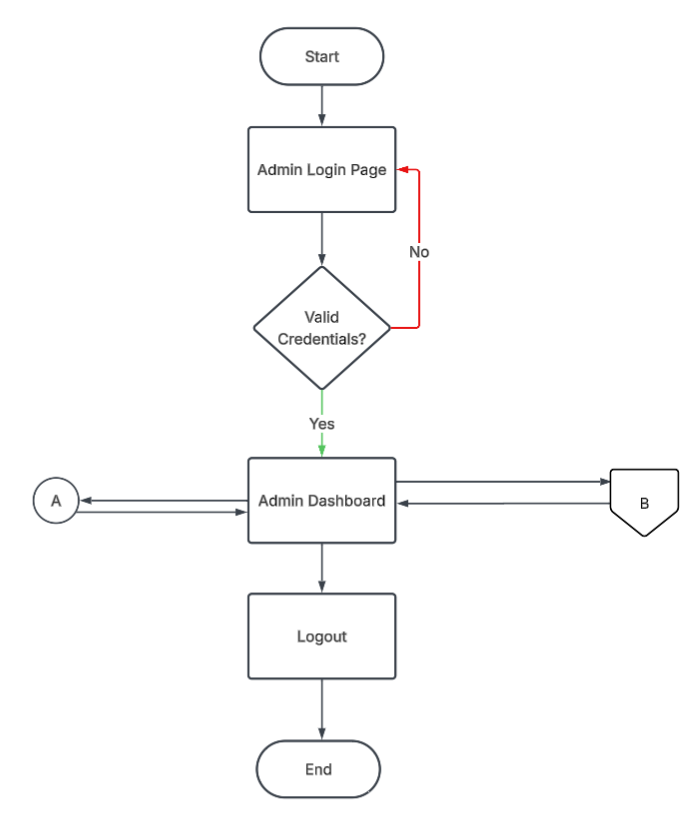 Start
Admin Login Page
No
Valid
Credentials?
Yes
A
Admin Dashboard
B
Logout
End